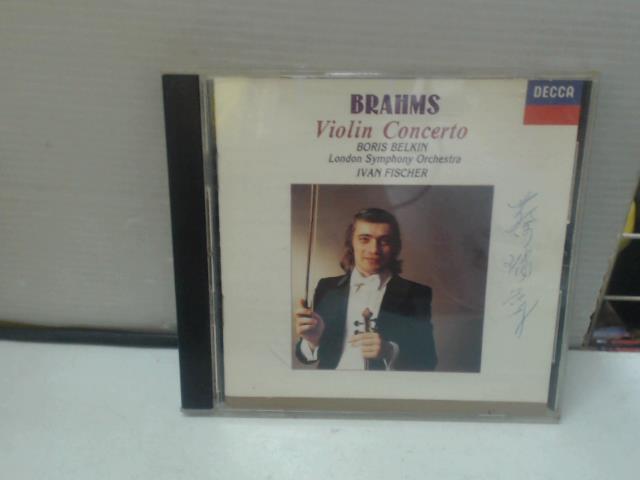 BRAHMS
DECCA
Violin Concerto
BORIS BELKIN
London Symphony Orchestra
IVAN FISCHER